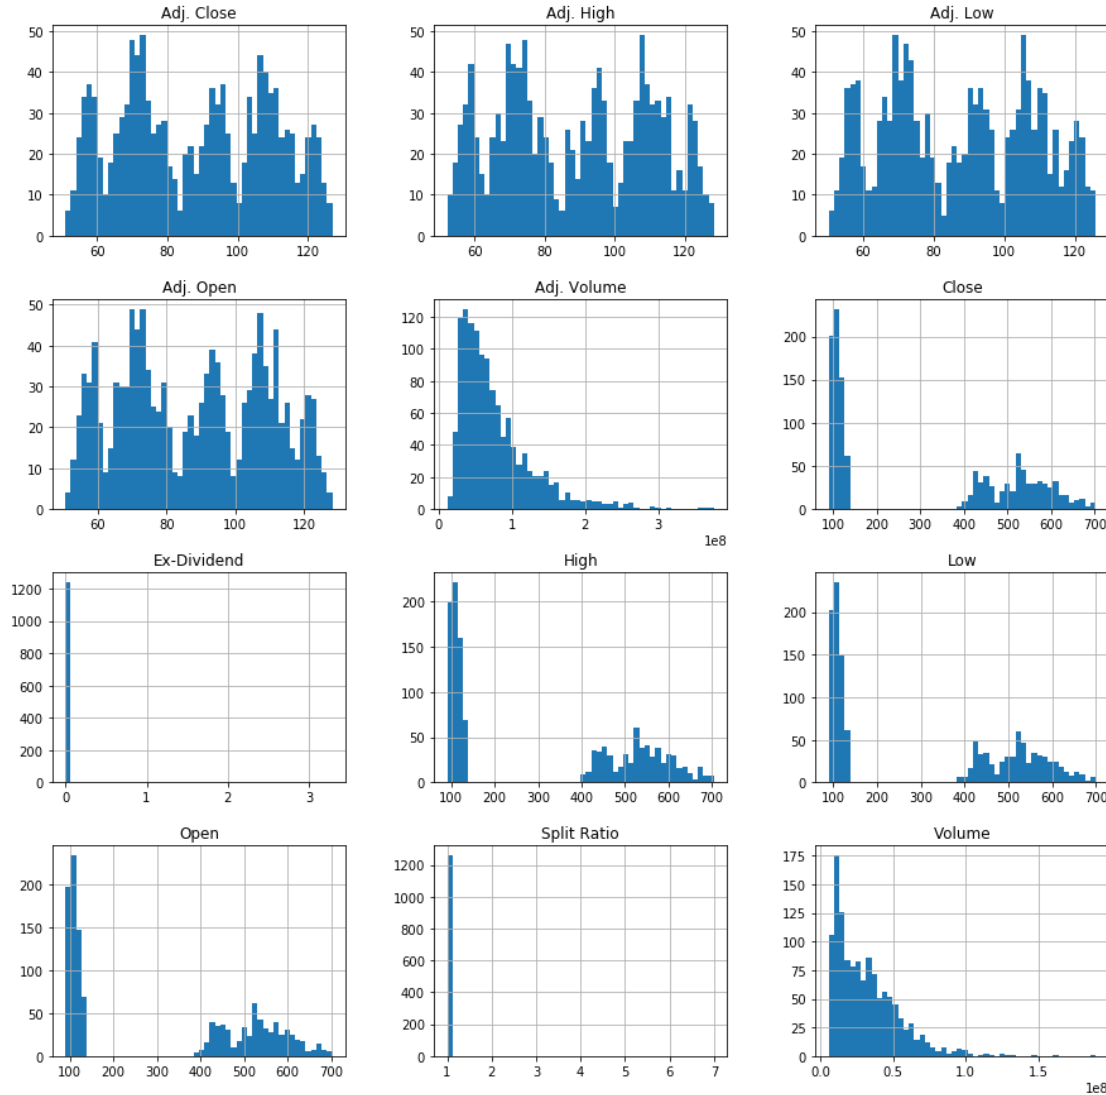 Adj. Close
50
40
30
20
10
0
60 80 100 120
Adj. High
50
40
30
20
10
0
60 80 100 120
Adj. Low
50
40
30
20
10
0
60 80 100 120
Adj. Open
50
40
30
20
10
0
60 80 100 120
Adj. Volume
120
100
80
60
40
20
0
0 1 2 3
1e8
Close
200
150
100
50
0
100 200 300 400 500 600 700
Ex-Dividend
1200
1000
800
600
400
200
0
0 1 2 3
High
200
150
100
50
0
100 200 300 400 500 600 700
Low
200
150
100
50
0
100 200 300 400 500 600 700
Open
200
150
100
50
0
100 200 300 400 500 600 700
Split Ratio
1200
1000
800
600
400
200
0
1 2 3 4 5 6 7
Volume
175
150
125
100
75
50
25
0
0.0 0.5 1.0 1.5
1e8